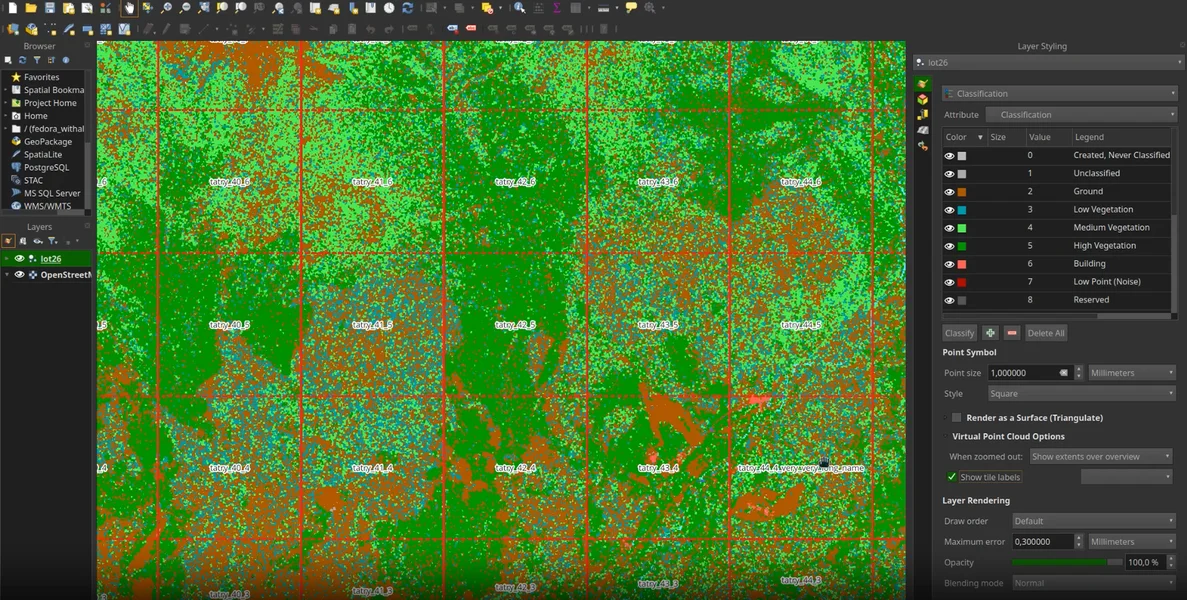 Browser
Favorites
Spatial Bookma
Project Home
Home
/ (fedora_withal
GeoPackage
SpatiaLite
PostgreSQL
STAC
MS SQL Server
WMS/WMTS
Layers
lot26
OpenStreetM
tatry_40_6
tatry_41_6
tatry_42_6
tatry_43_6
tatry_44_6
tatry_40_5
tatry_41_5
tatry_42_5
tatry_43_5
tatry_44_5
tatry_40_4
tatry_41_4
tatry_42_4
tatry_43_4
tatry_40_3
tatry_41_3
tatry_42_3
tatry_43_3
tatry_44_3
Layer Styling
lot26
Classification
Attribute Classification
Color Size Value Legend
0 Created, Never Classified
1 Unclassified
2 Ground
3 Low Vegetation
4 Medium Vegetation
5 High Vegetation
6 Building
7 Low Point (Noise)
8 Reserved
Classify Delete All
Point Symbol
Point size 1,000000 Millimeters
Style Square
Render as a Surface (Triangulate)
Virtual Point Cloud Options
When zoomed out: Show extents over overview
Show tile labels
Layer Rendering
Draw order Default
Maximum error 0,300000 Millimeters
Opacity 100,0 %
Blending mode Normal